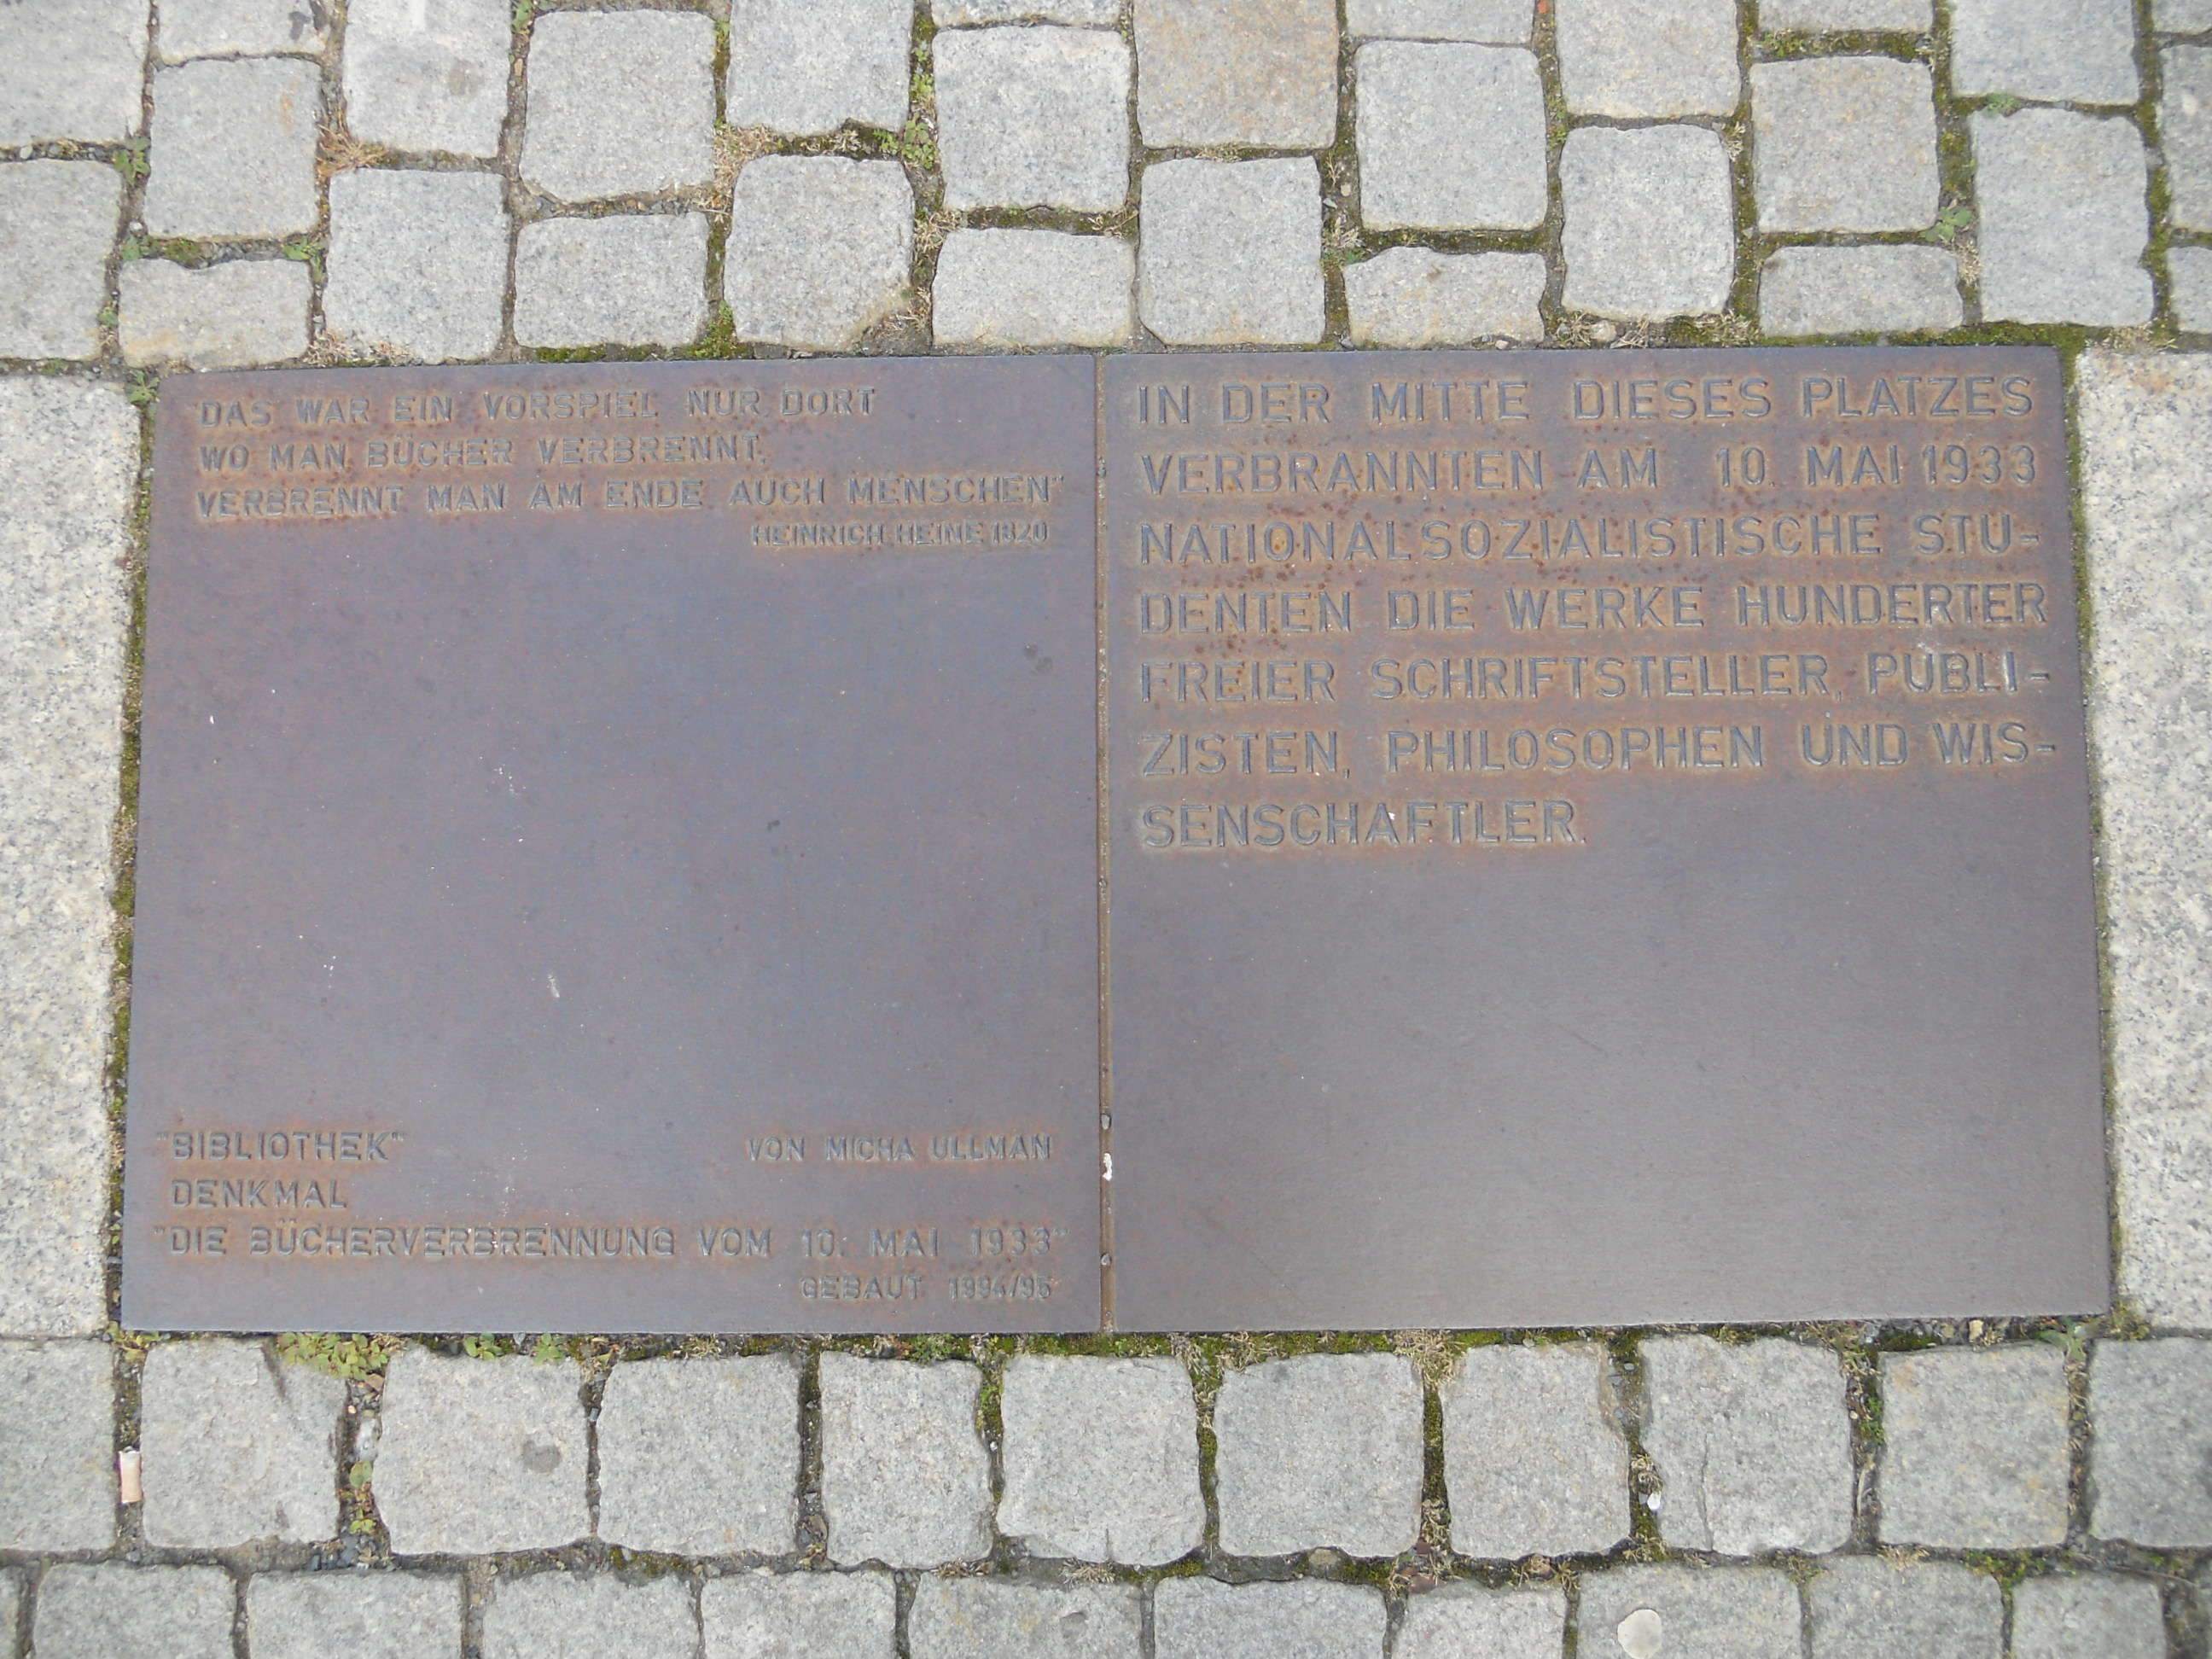 "DAS WAR EIN VORSPIEL NUR, DORT
WO MAN BÜCHER VERBRENNT,
VERBRENNT MAN AM ENDE AUCH MENSCHEN"
HEINRICH HEINE 1820
"BIBLIOTHEK" VON MICHA ULLMAN
DENKMAL
"DIE BÜCHERVERBRENNUNG VOM 10. MAI 1933"
GEBAUT 1994/95
IN DER MITTE DIESES PLATZES
VERBRANNTEN AM 10. MAI 1933
NATIONALSOZIALISTISCHE STU-
DENTEN DIE WERKE HUNDERTER
FREIER SCHRIFTSTELLER, PUBLI-
ZISTEN, PHILOSOPHEN UND WIS-
SENSCHAFTLER.